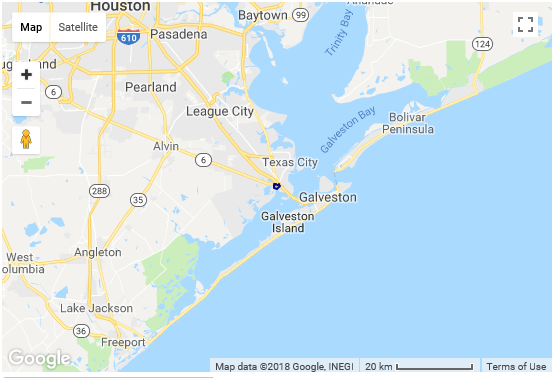 Houston
Baytown
Map
Satellite
610
Pasadena
Trinity Bay
124
6
Pearland
League City
Galveston Bay
Bolivar
Peninsula
Alvin
6
Texas City
288
35
Galveston
Galveston
Island
West
Columbia
Angleton
Lake Jackson
36
Freeport
Google
Map data ©2018 Google, INEGI
20 km
Terms of Use